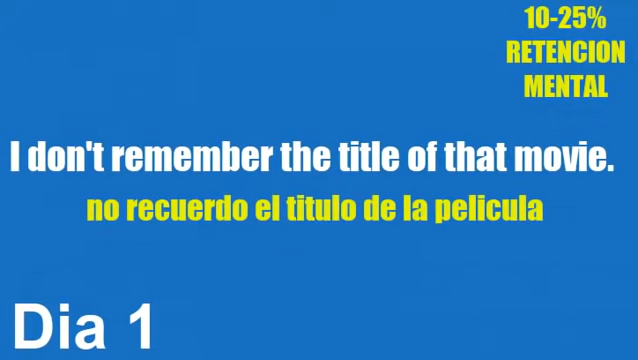 10-25%
RETENCION
MENTAL
I don't remember the title of that movie.
no recuerdo el titulo de la pelicula
Dia 1